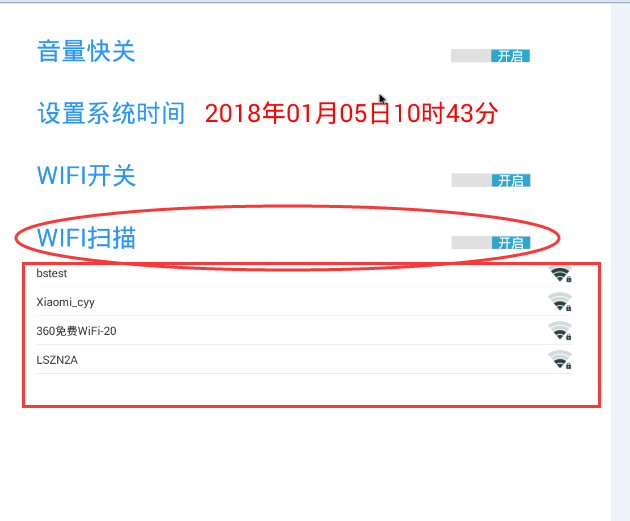 音量快关 开启
设置系统时间 2018年01月05日10时43分
WIFI开关 开启
WIFI扫描 开启
bstest
Xiaomi_cyy
360免费WiFi-20
LSZN2A